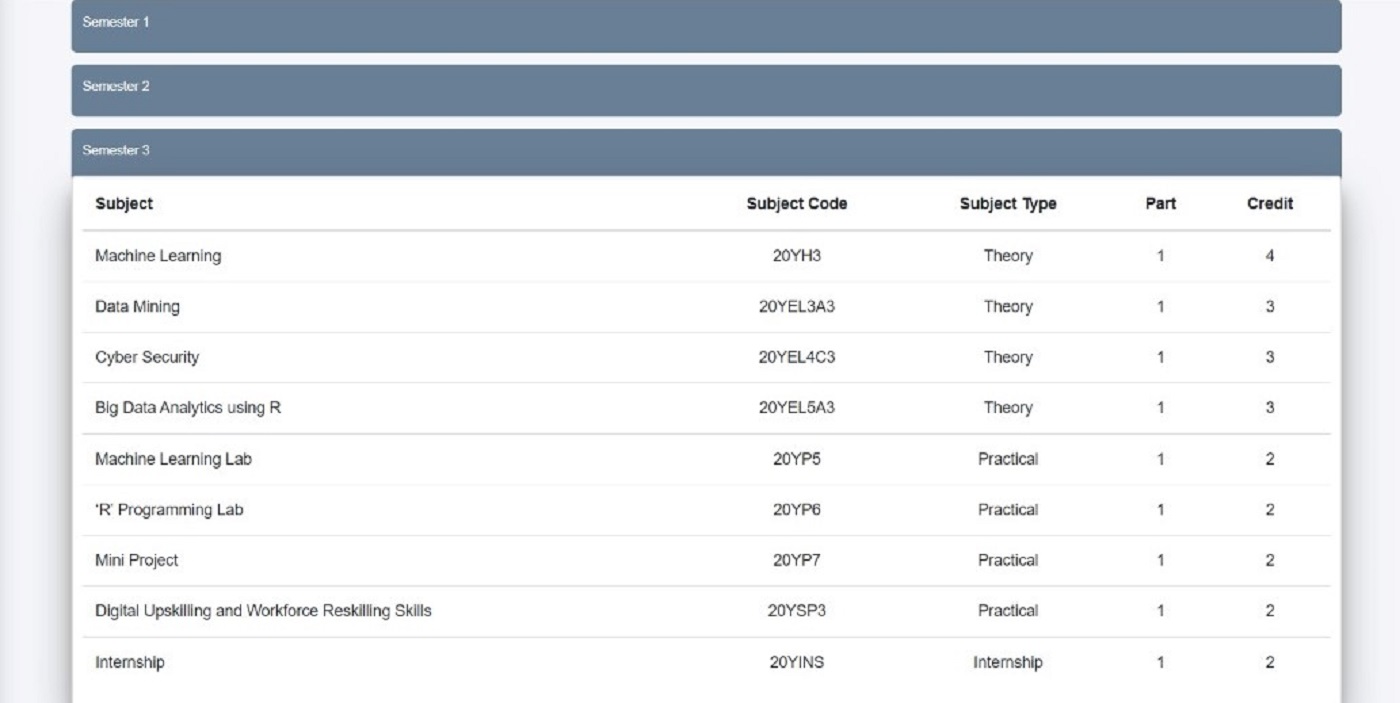 Semester 1
Semester 2
Semester 3
Subject Subject Code Subject Type Part Credit
Machine Learning 20YH3 Theory 1 4
Data Mining 20YEL3A3 Theory 1 3
Cyber Security 20YEL4C3 Theory 1 3
Big Data Analytics using R 20YEL5A3 Theory 1 3
Machine Learning Lab 20YP5 Practical 1 2
‘R’ Programming Lab 20YP6 Practical 1 2
Mini Project 20YP7 Practical 1 2
Digital Upskilling and Workforce Reskilling Skills 20YSP3 Practical 1 2
Internship 20YINS Internship 1 2